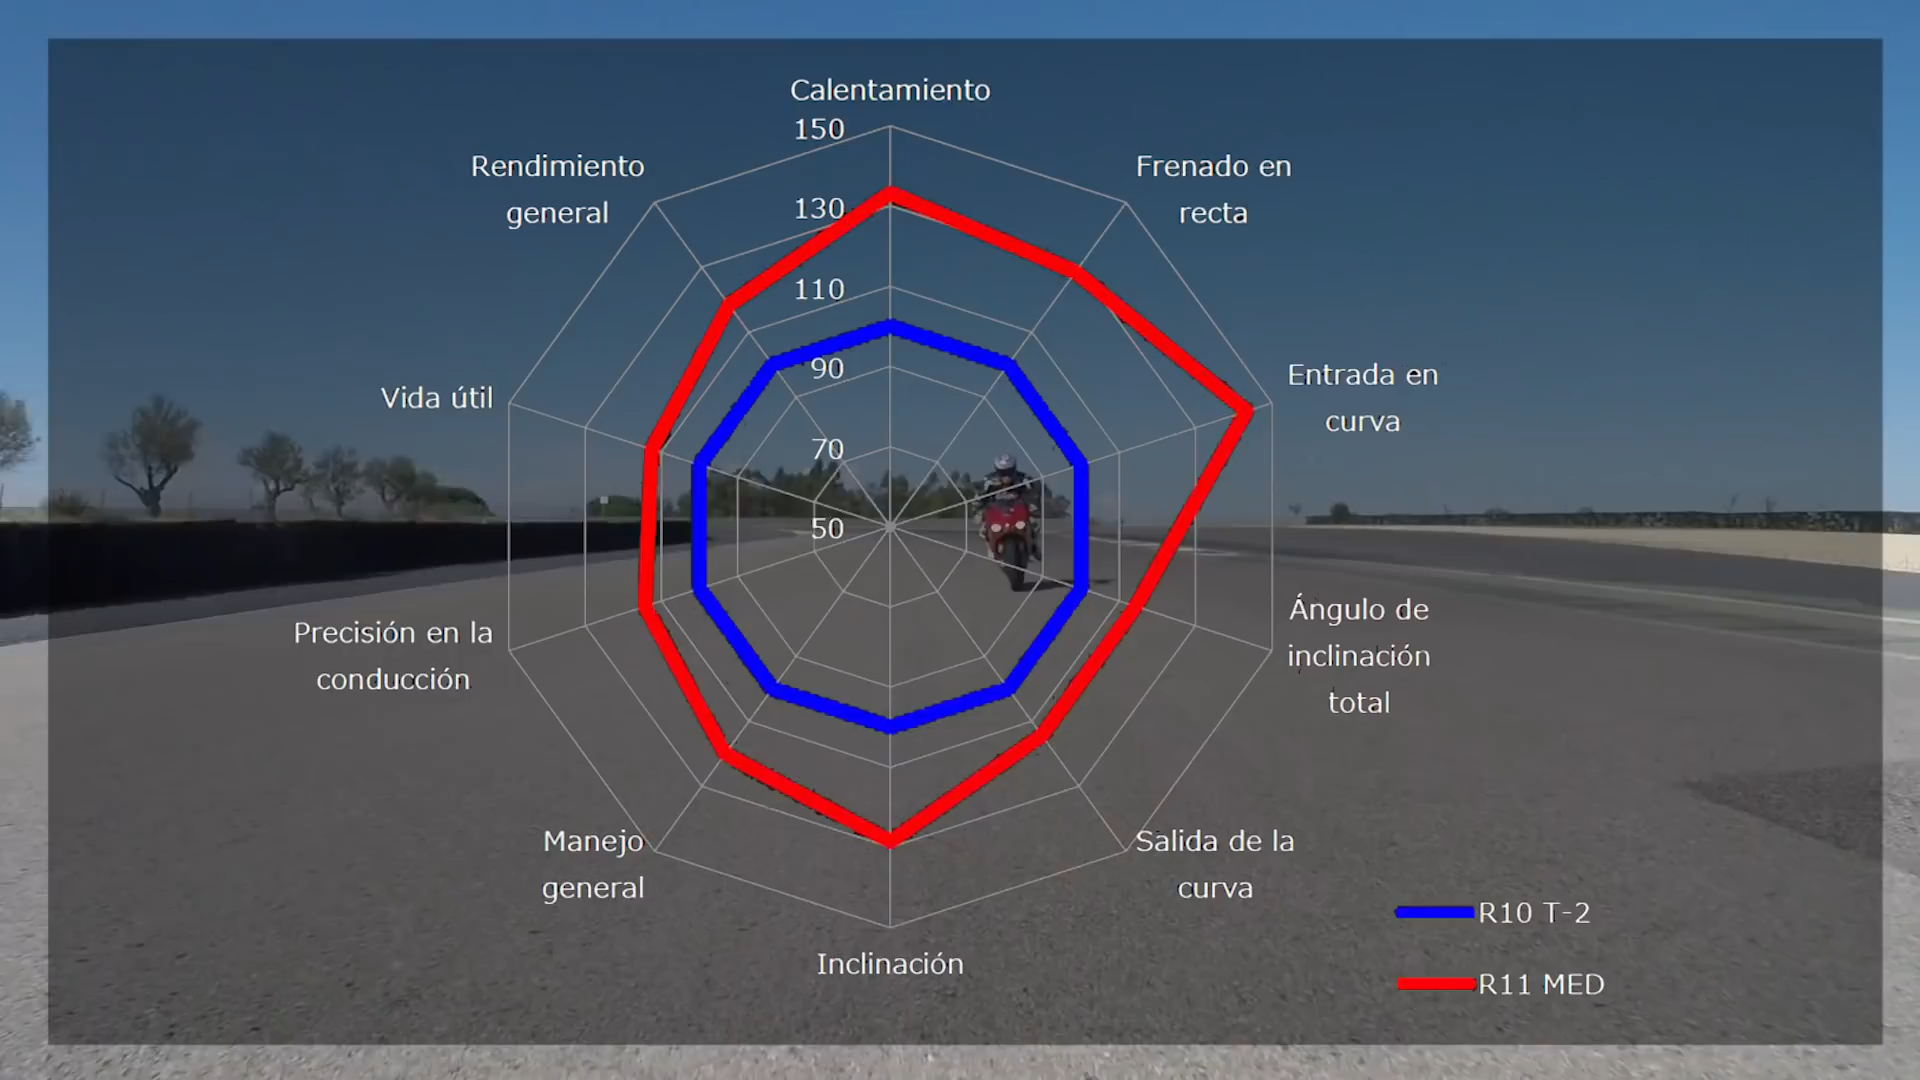 Calentamiento
150
Rendimiento
general
Frenado en
recta
130
110
90
Entrada en
curva
Vida útil
70
50
Precisión en la
conducción
Ángulo de
inclinación
total
Manejo
general
Salida de la
curva
Inclinación
R10 T-2
R11 MED